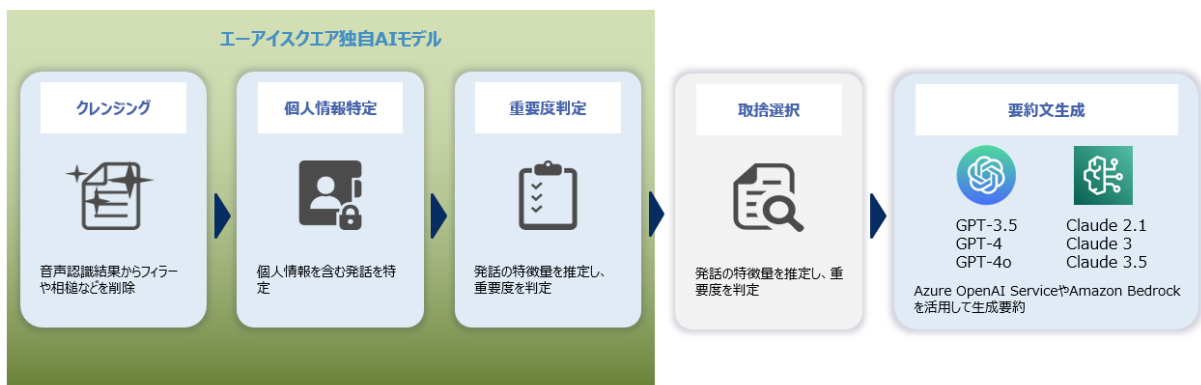 エーアイスクエア独自AIモデル
クレンジング
音声認識結果からフィラー
や相槌などを削除
個人情報特定
個人情報を含む発話を特
定
重要度判定
発話の特徴量を推定し、
重要度を判定
取捨選択
発話の特徴量を推定し、重
要度を判定
要約文生成
GPT-3.5
GPT-4
GPT-4o
Claude 2.1
Claude 3
Claude 3.5
Azure OpenAI ServiceやAmazon Bedrock
を活用して生成要約